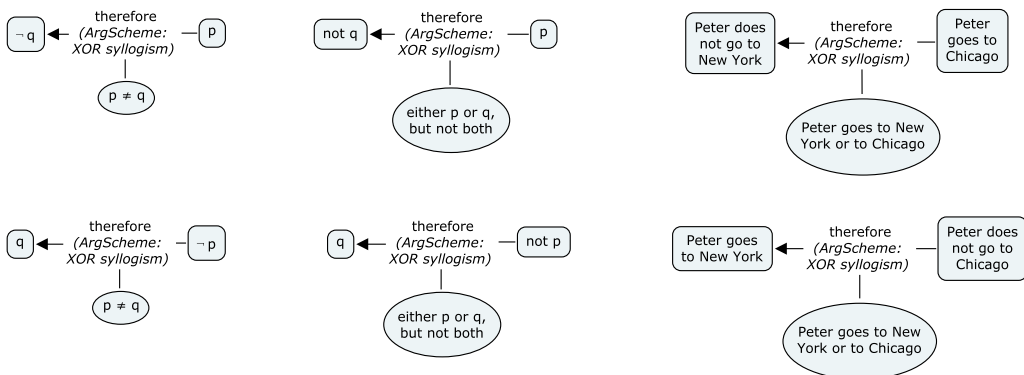 ¬ q
therefore
(ArgScheme:
XOR syllogism)
p
p ≠ q
not q
therefore
(ArgScheme:
XOR syllogism)
p
either p or q,
but not both
Peter does
not go to
New York
therefore
(ArgScheme:
XOR syllogism)
Peter
goes to
Chicago
Peter goes to New
York or to Chicago
q
therefore
(ArgScheme:
XOR syllogism)
¬ p
p ≠ q
q
therefore
(ArgScheme:
XOR syllogism)
not p
either p or q,
but not both
Peter goes
to New York
therefore
(ArgScheme:
XOR syllogism)
Peter does
not go to
Chicago
Peter goes to New
York or to Chicago